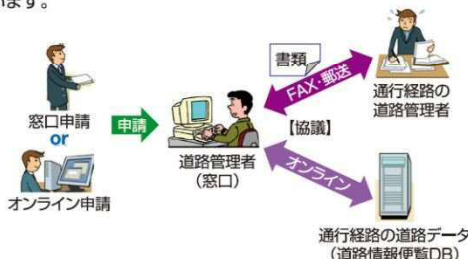 います。
窓口申請
or
オンライン申請
申請
道路管理者
(窓口)
書類
FAX・郵送
【協議】
オンライン
通行経路の
道路管理者
通行経路の道路データ
(道路情報便覧DB)